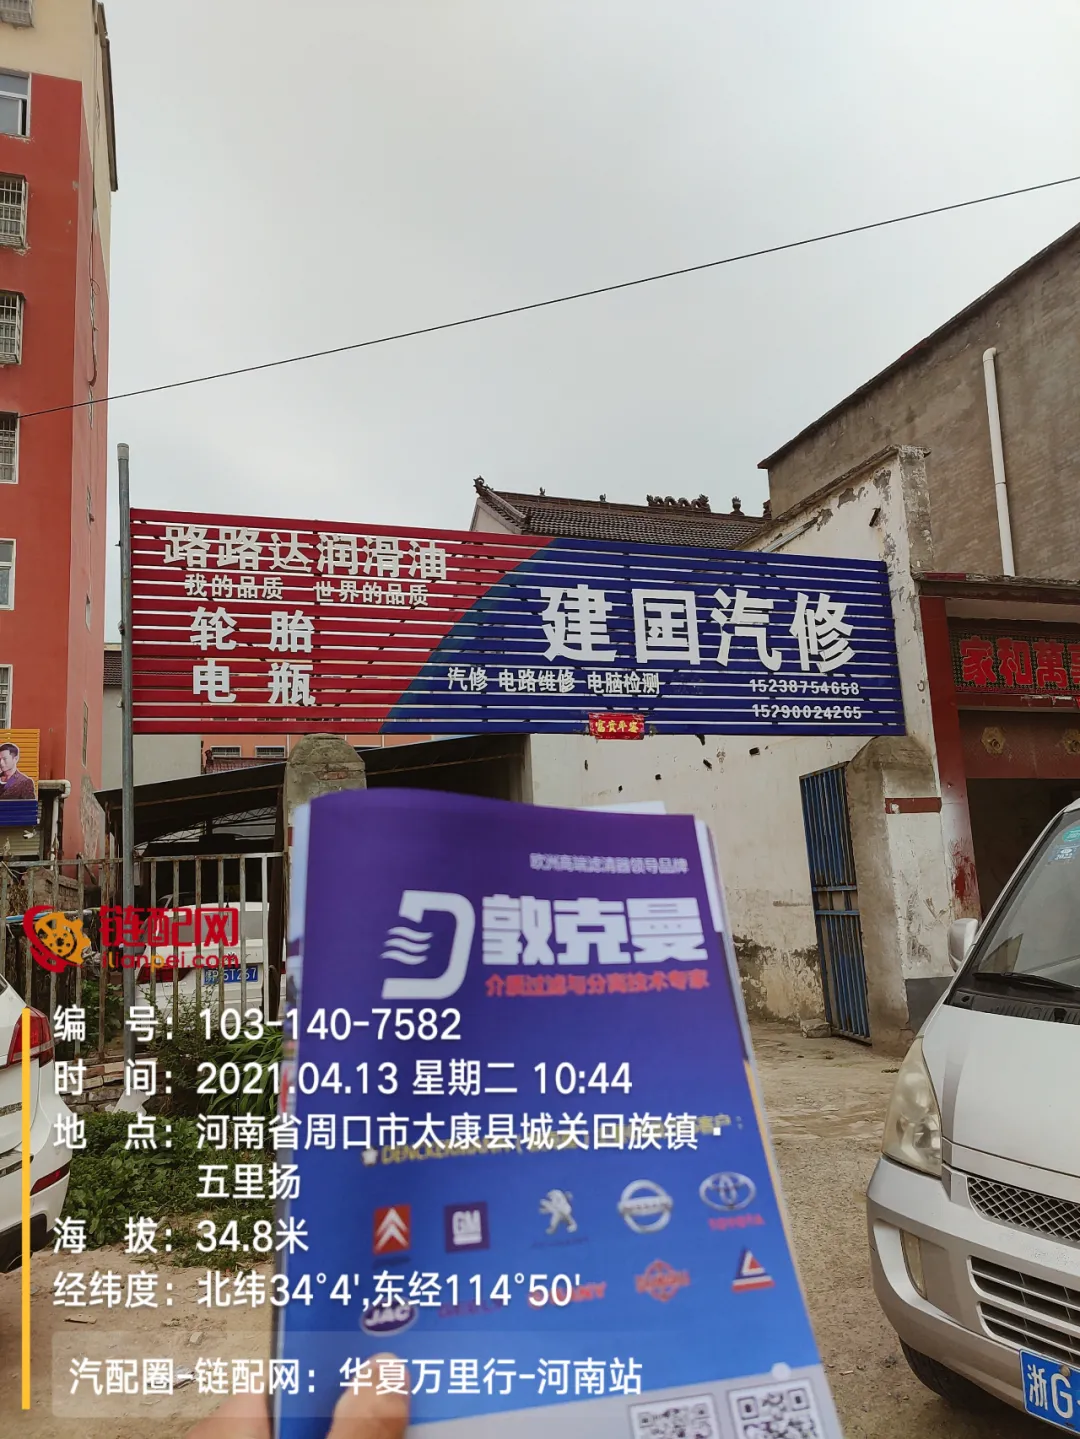 路路达润滑油
我的品质 世界的品质
轮胎
电瓶
建国汽修
汽修 电路维修 电脑检测
15238754658
15290024265
富贵平安
家和萬
欧洲高端滤清器领导品牌
敦克曼
介质过滤与分离技术专家
客户：
GM
TOYOTA
JAC
链配网
lianpei.com
编 号：103-140-7582
时 间：2021.04.13 星期二 10:44
地 点：河南省周口市太康县城关回族镇·
五里扬
海 拔：34.8米
经纬度：北纬34°4',东经114°50'
汽配圈-链配网：华夏万里行-河南站
浙G